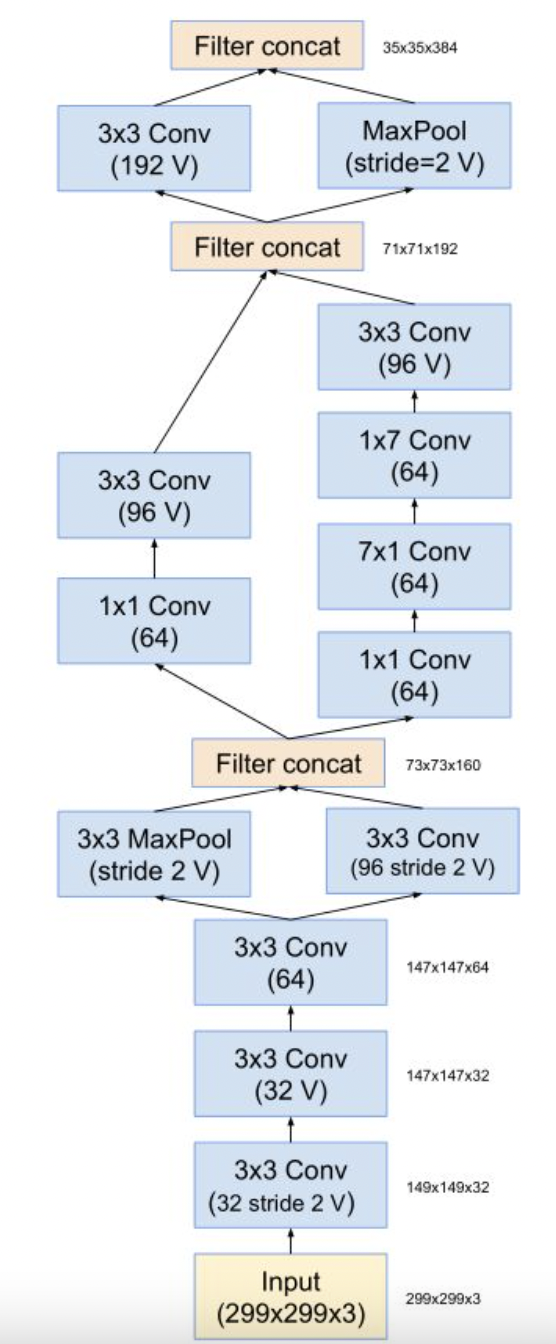 Filter concat
35x35x384
3x3 Conv
(192 V)
MaxPool
(stride=2 V)
Filter concat
71x71x192
3x3 Conv
(96 V)
1x7 Conv
(64)
3x3 Conv
(96 V)
7x1 Conv
(64)
1x1 Conv
(64)
1x1 Conv
(64)
Filter concat
73x73x160
3x3 MaxPool
(stride 2 V)
3x3 Conv
(96 stride 2 V)
3x3 Conv
(64)
147x147x64
3x3 Conv
(32 V)
147x147x32
3x3 Conv
(32 stride 2 V)
149x149x32
Input
(299x299x3)
299x299x3